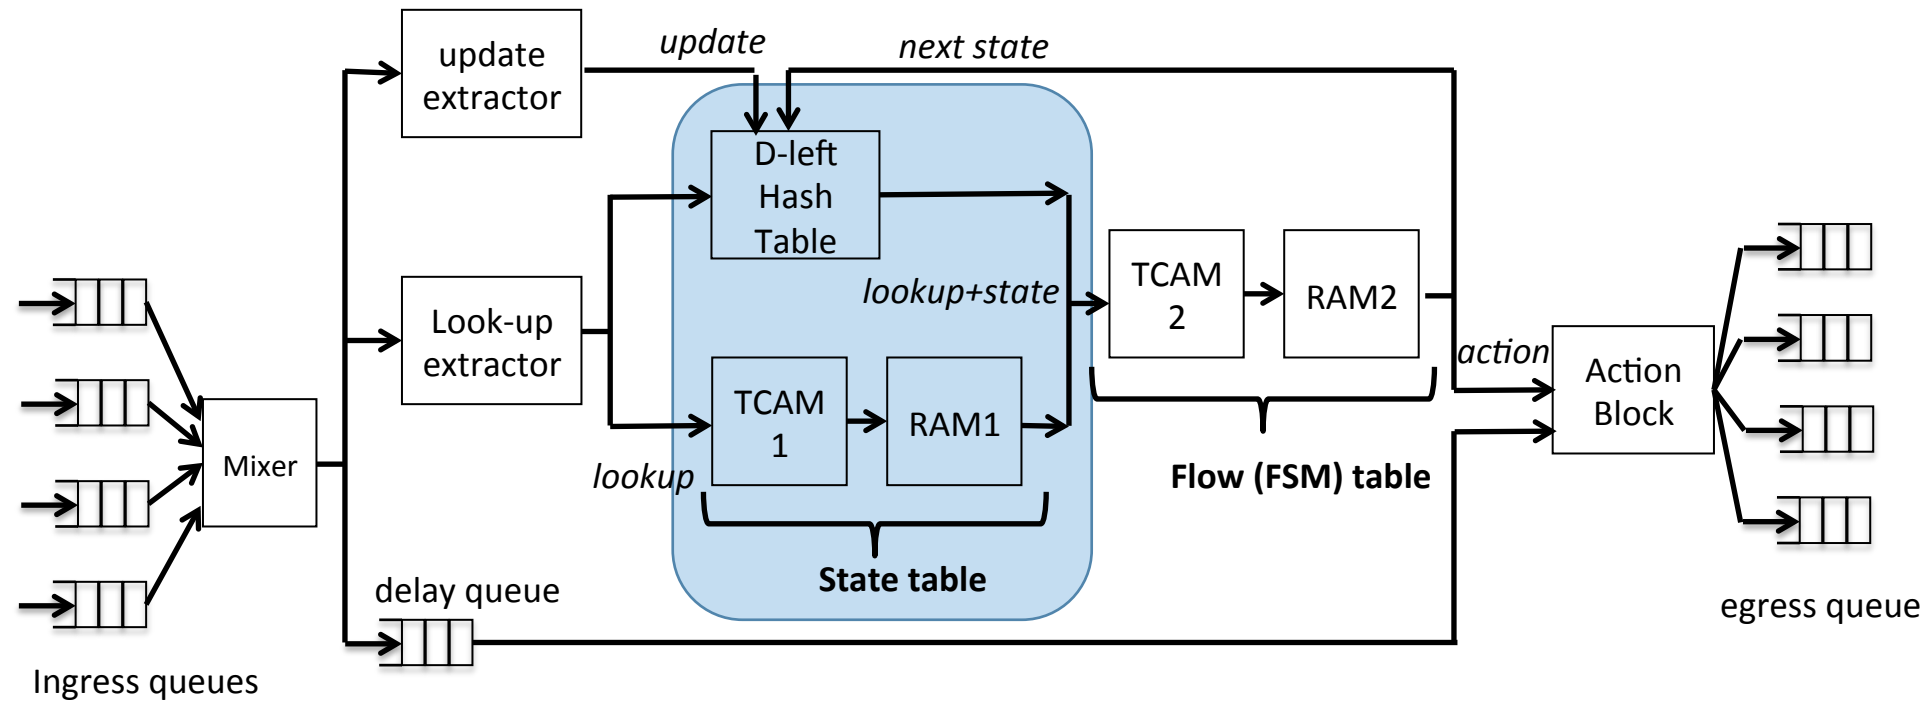 update
extractor
update
next state
D-left
Hash
Table
Look-up
extractor
lookup+state
TCAM
2
RAM2
TCAM
1
RAM1
lookup
State table
Flow (FSM) table
action
Action
Block
Mixer
delay queue
Ingress queues
egress queue